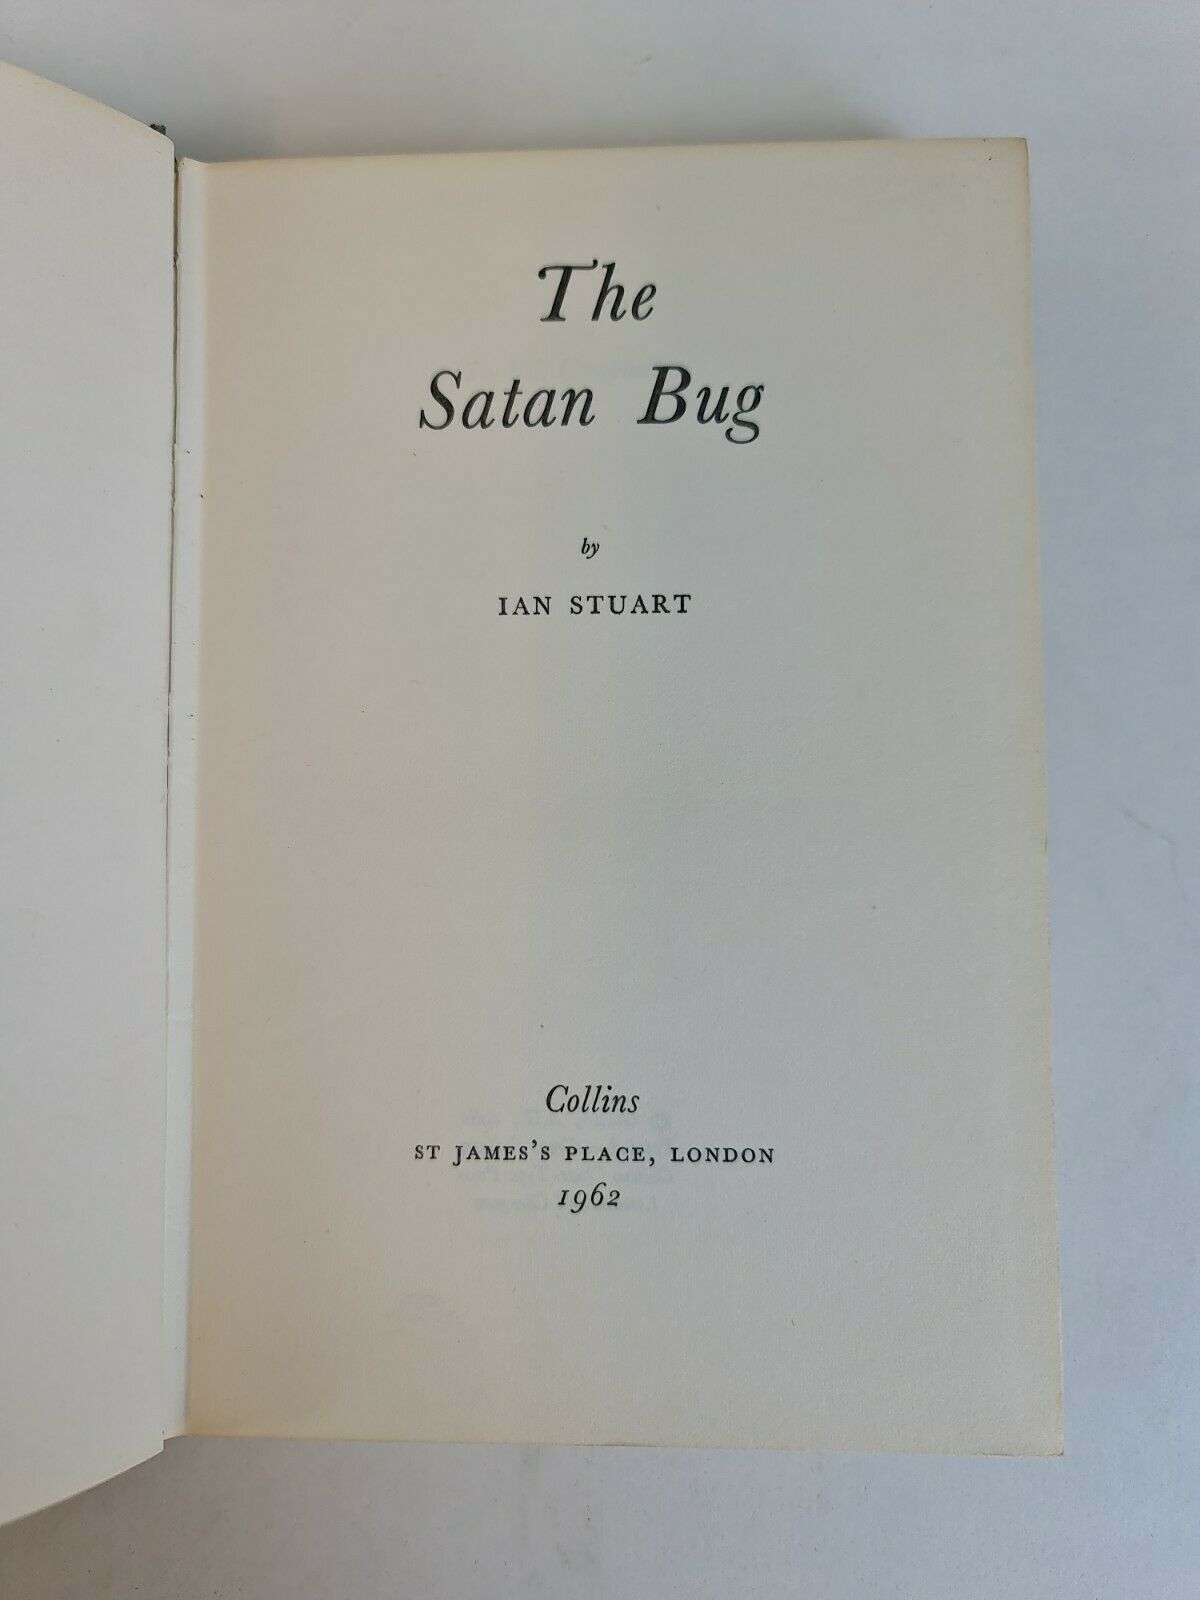 The
Satan Bug
by
IAN STUART
Collins
ST JAMES'S PLACE, LONDON
1962